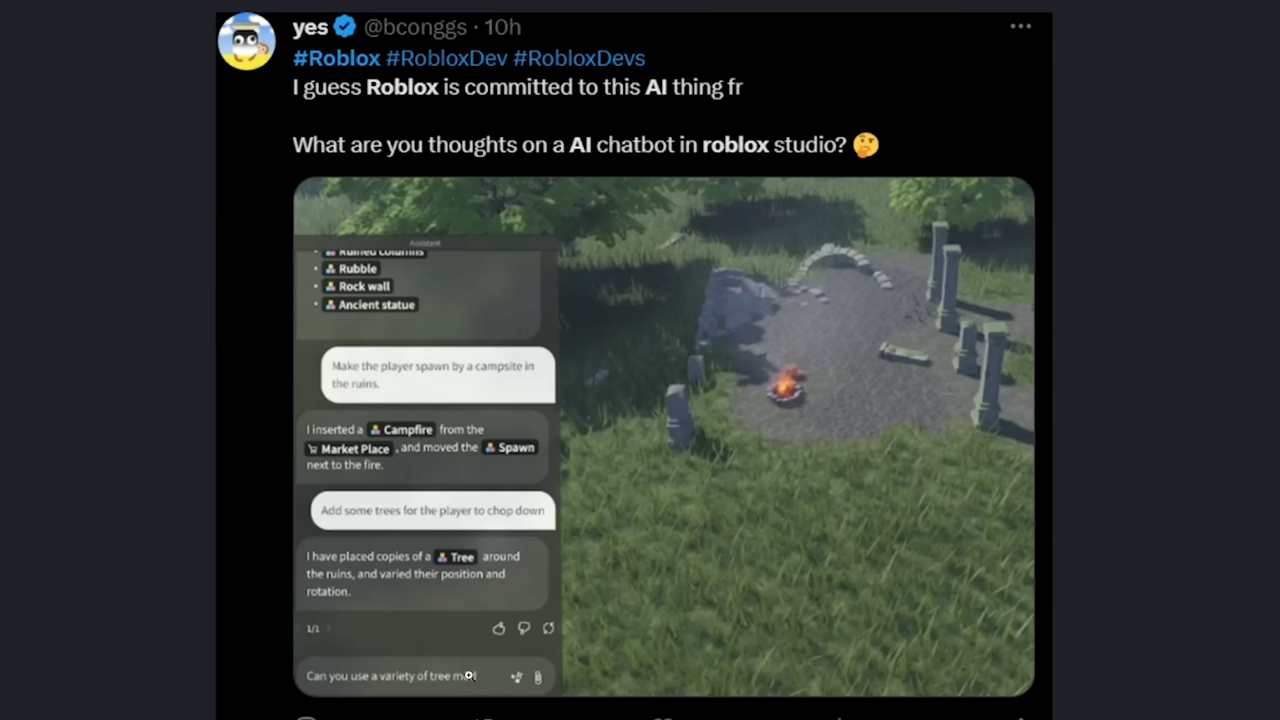 yes @bconggs · 10h
#Roblox #RobloxDev #RobloxDevs
I guess Roblox is committed to this AI thing fr
What are you thoughts on a AI chatbot in roblox studio? 🤔
Assistant
Ruined columns
Rubble
Rock wall
Ancient statue
Make the player spawn by a campsite in
the ruins.
I inserted a Campfire from the
Market Place , and moved the Spawn
next to the fire.
Add some trees for the player to chop down
I have placed copies of a Tree around
the ruins, and varied their position and
rotation.
1/1
Can you use a variety of tree